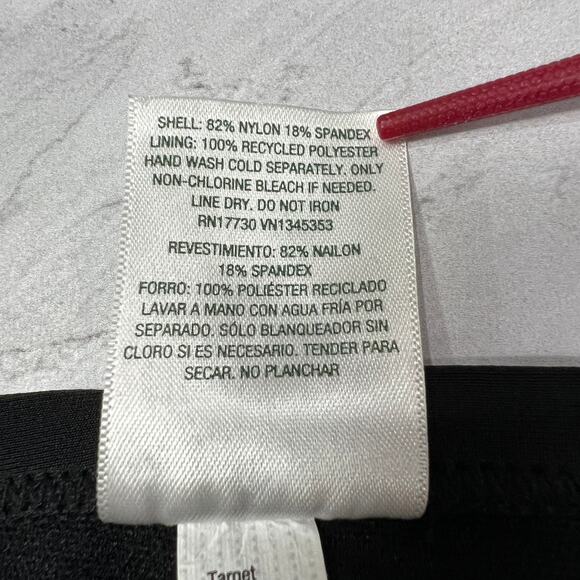 SHELL: 82% NYLON 18% SPANDEX
LINING: 100% RECYCLED POLYESTER
HAND WASH COLD SEPARATELY. ONLY
NON-CHLORINE BLEACH IF NEEDED.
LINE DRY. DO NOT IRON
RN17730 VN1345353
REVESTIMIENTO: 82% NAILON
18% SPANDEX
FORRO: 100% POLIÉSTER RECICLADO
LAVAR A MANO CON AGUA FRÍA POR
SEPARADO. SÓLO BLANQUEADOR SIN
CLORO SI ES NECESARIO. TENDER PARA
SECAR. NO PLANCHAR
Target